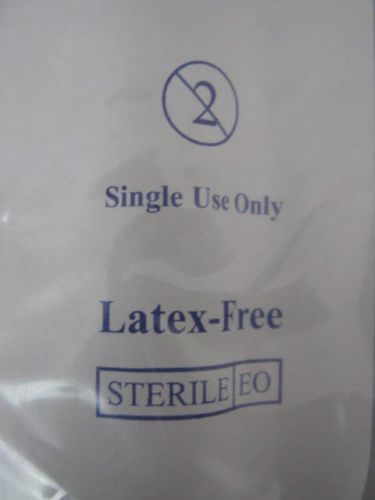 2
Single Use Only
Latex-Free
STERILE EO